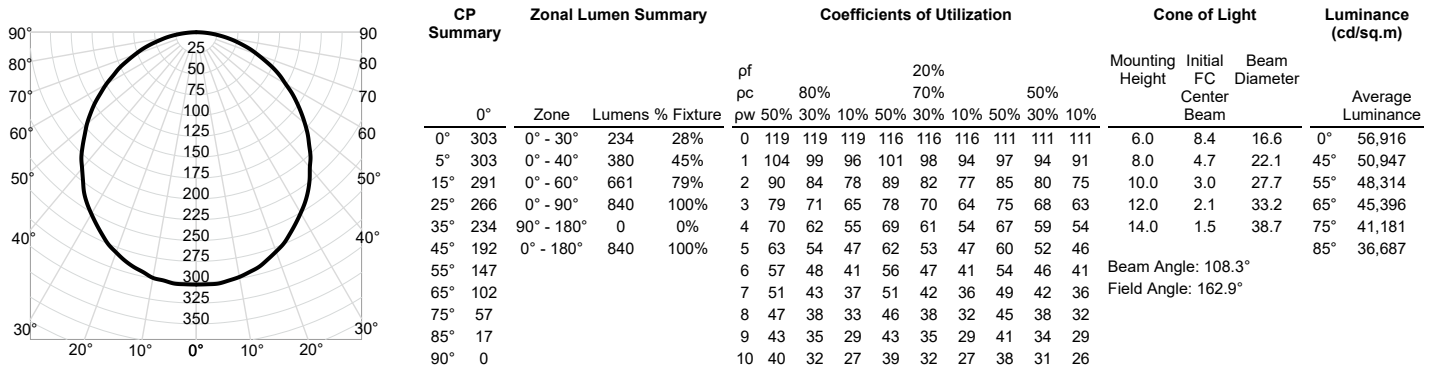 90° 90
80° 80°
70° 70°
60° 60°
50° 50°
40° 40°
30° 30°
20° 10° 0° 10° 20°
25
50
75
100
125
150
175
200
225
250
275
300
325
350
CP Summary
0°
0° 303
5° 303
15° 291
25° 266
35° 234
45° 192
55° 147
65° 102
75° 57
85° 17
90° 0
Zonal Lumen Summary
Zone Lumens % Fixture
0° - 30° 234 28%
0° - 40° 380 45%
0° - 60° 661 79%
0° - 90° 840 100%
90° - 180° 0 0%
0° - 180° 840 100%
Coefficients of Utilization
ρf 20%
ρc 80% 70% 50%
ρw 50% 30% 10% 50% 30% 10% 50% 30% 10%
0 119 119 119 116 116 116 111 111 111
1 104 99 96 101 98 94 97 94 91
2 90 84 78 89 82 77 85 80 75
3 79 71 65 78 70 64 75 68 63
4 70 62 55 69 61 54 67 59 54
5 63 54 47 62 53 47 60 52 46
6 57 48 41 56 47 41 54 46 41
7 51 43 37 51 42 36 49 42 36
8 47 38 33 46 38 32 45 38 32
9 43 35 29 43 35 29 41 34 29
10 40 32 27 39 32 27 38 31 26
Cone of Light
Mounting Height Initial FC Center Beam Beam Diameter
6.0 8.4 16.6
8.0 4.7 22.1
10.0 3.0 27.7
12.0 2.1 33.2
14.0 1.5 38.7
Beam Angle: 108.3°
Field Angle: 162.9°
Luminance
(cd/sq.m)
Average
Luminance
0° 56,916
45° 50,947
55° 48,314
65° 45,396
75° 41,181
85° 36,687